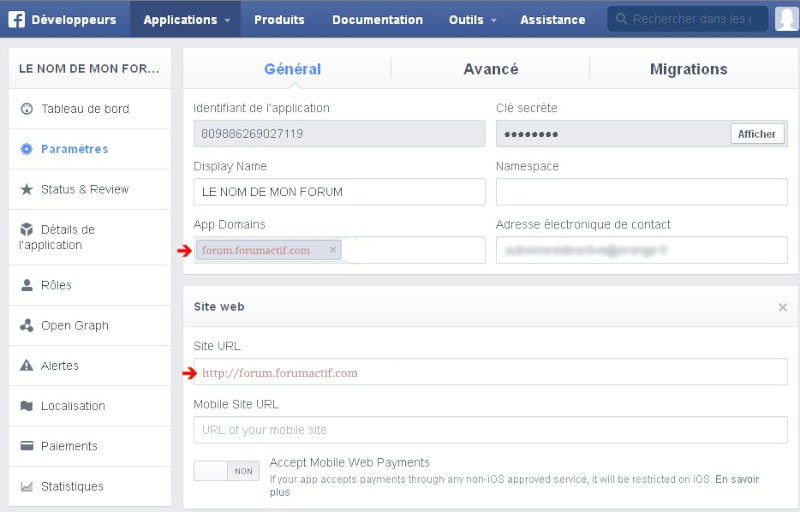 Développeurs
Applications
Produits
Documentation
Outils
Assistance
Rechercher dans les d
LE NOM DE MON FOR...
Tableau de bord
Paramètres
Status & Review
Détails de
l'application
Rôles
Open Graph
Alertes
Localisation
Paiements
Statistiques
Général
Avancé
Migrations
Identifiant de l'application
809886269027119
Clé secrète
●●●●●●●●
Afficher
Display Name
LE NOM DE MON FORUM
Namespace
App Domains
forum.forumactif.com ×
Adresse électronique de contact
Site web
×
Site URL
http://forum.forumactif.com
Mobile Site URL
URL of your mobile site
NON
Accept Mobile Web Payments
If your app accepts payments through any non-iOS approved service, it will be restricted on iOS. En savoir
plus